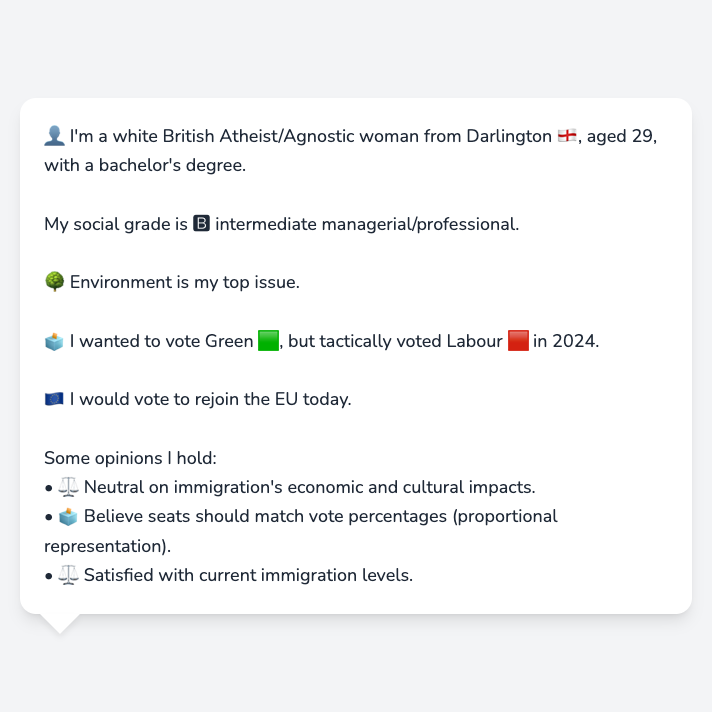 👤 I'm a white British Atheist/Agnostic woman from Darlington 🏴󠁧󠁢󠁥󠁮󠁧󠁿, aged 29,
with a bachelor's degree.
My social grade is 🅱 intermediate managerial/professional.
🌳 Environment is my top issue.
🗳️ I wanted to vote Green 🟩, but tactically voted Labour 🟥 in 2024.
🇪🇺 I would vote to rejoin the EU today.
Some opinions I hold:
• ⚖️ Neutral on immigration's economic and cultural impacts.
• 🗳️ Believe seats should match vote percentages (proportional
representation).
• ⚖️ Satisfied with current immigration levels.